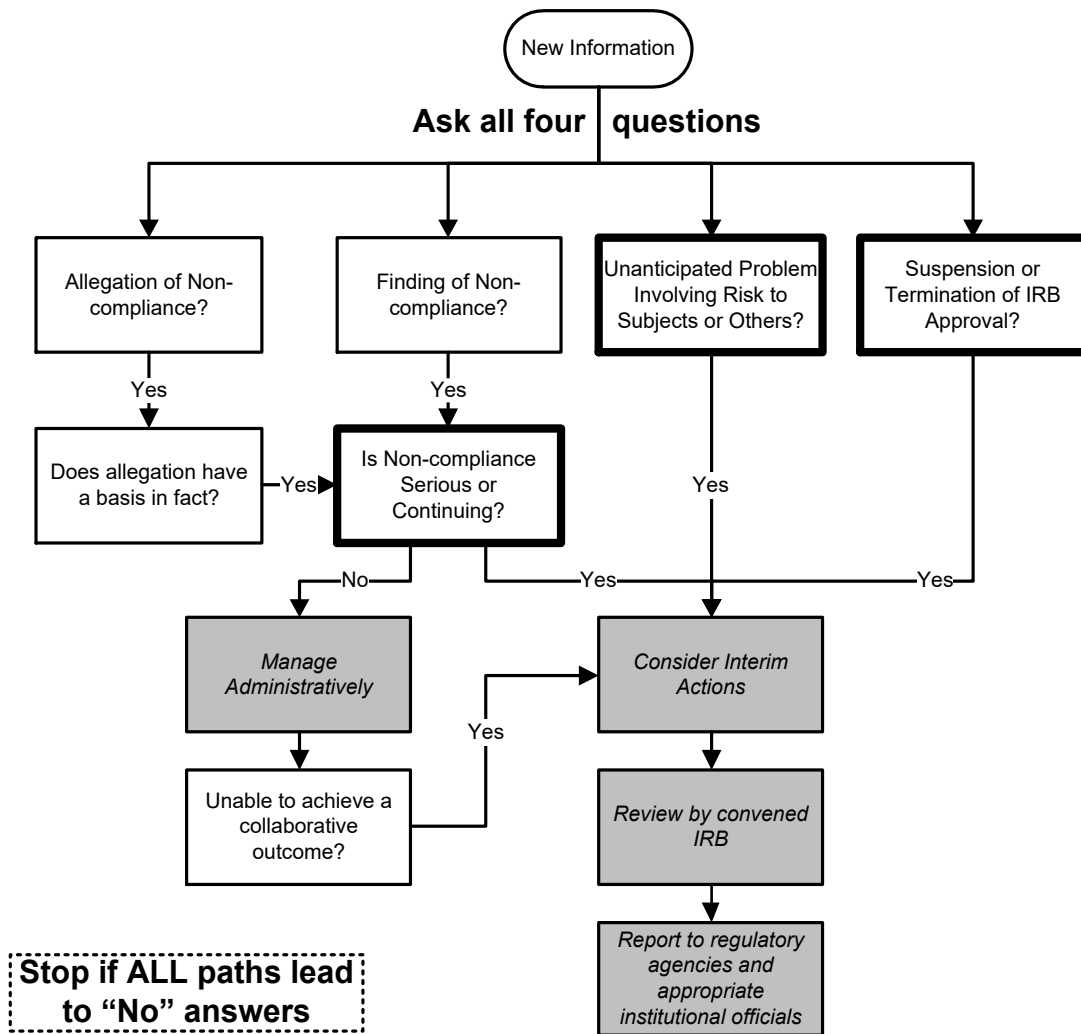 New Information
Ask all four questions
Allegation of Non-
compliance?
Finding of Non-
compliance?
Unanticipated Problem
Involving Risk to
Subjects or Others?
Suspension or
Termination of IRB
Approval?
Yes
Yes
Does allegation have
a basis in fact?
Yes
Is Non-compliance
Serious or
Continuing?
Yes
No
Yes
Yes
Manage
Administratively
Consider Interim
Actions
Yes
Unable to achieve a
collaborative
outcome?
Review by convened
IRB
Report to regulatory
agencies and
appropriate
institutional officials
Stop if ALL paths lead
to “No” answers